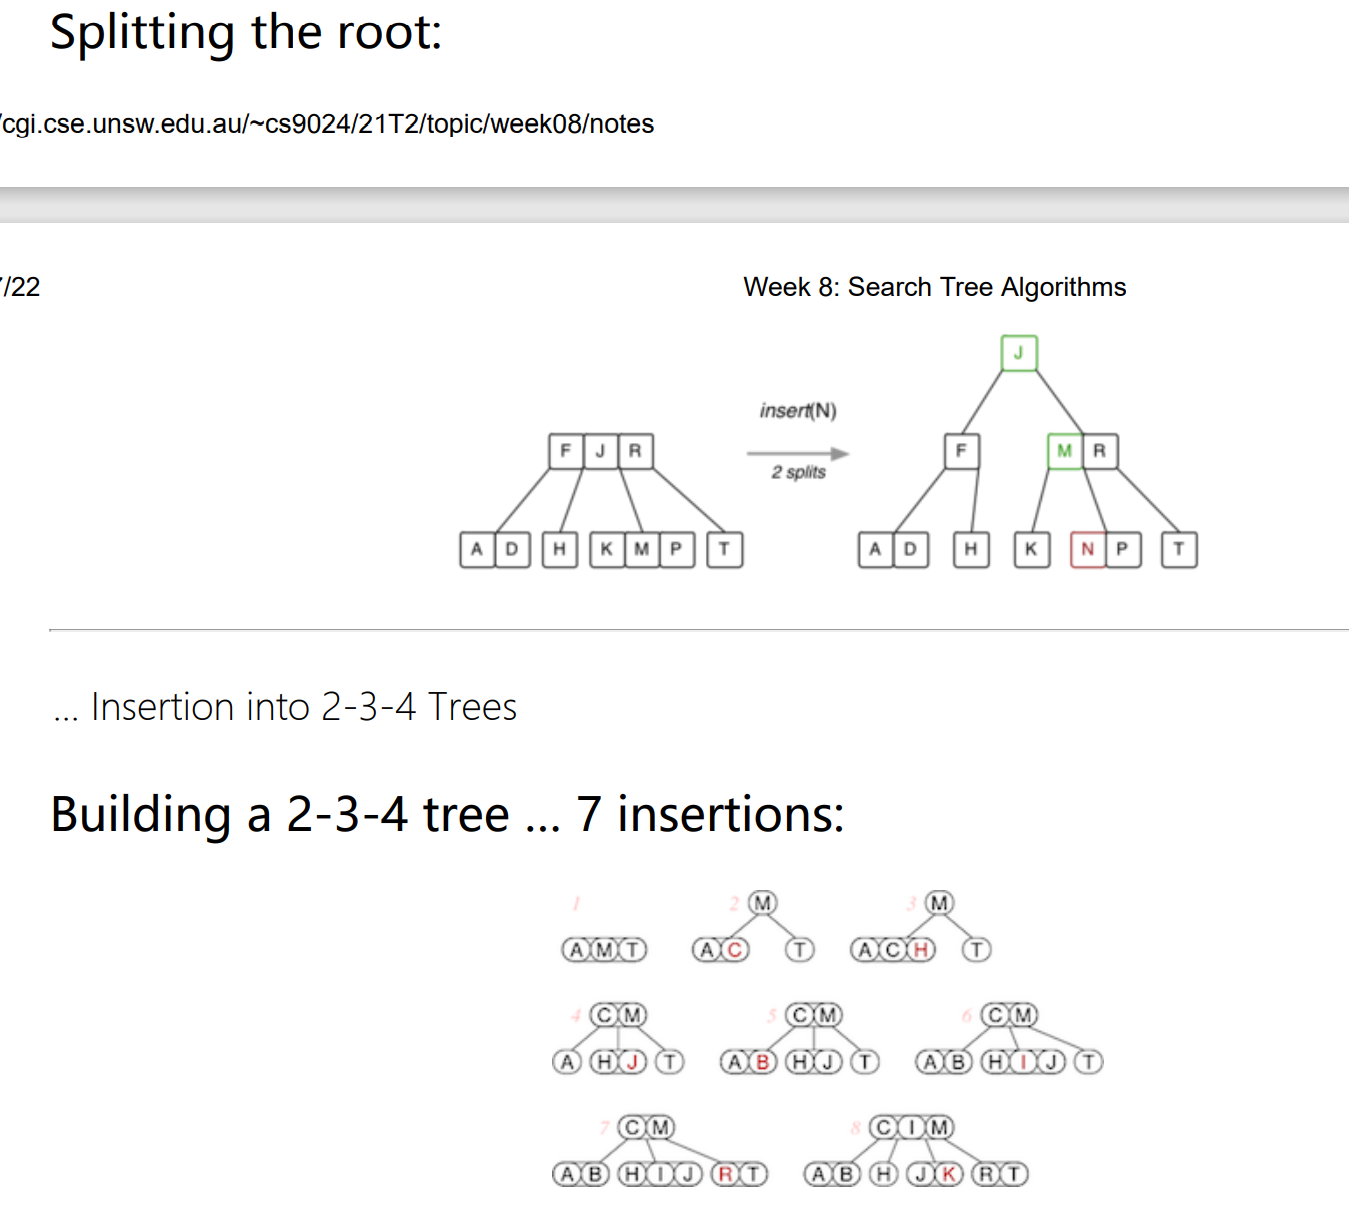 Splitting the root:
cgi.cse.unsw.edu.au/~cs9024/21T2/topic/week08/notes
/22
Week 8: Search Tree Algorithms
J
insert(N)
F J R
F M R
2 splits
A D H K M P T
A D H K N P T
... Insertion into 2-3-4 Trees
Building a 2-3-4 tree ... 7 insertions:
1 2 M 3 M
A M T A C T A C H T
4 C M 5 C M 6 C M
A H J T A B H J T A B H I J T
7 C M 8 C I M
A B H I J R T A B H J K R T